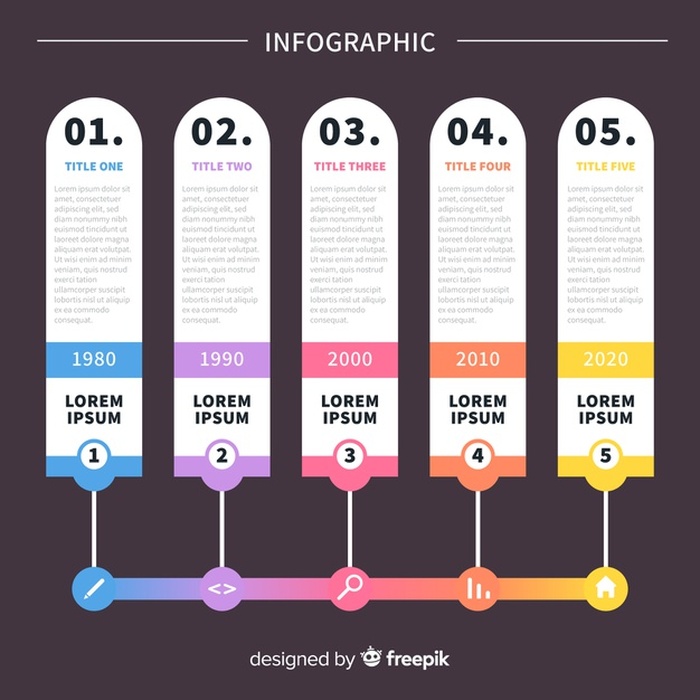 INFOGRAPHIC
01.
TITLE ONE
Lorem ipsum dolor sit
amet, consectetuer
adipiscing elit, sed
diam nonummy nibh
euismod tincidunt ut
laoreet dolore magna
aliquam erat volutpat.
Ut wisi enim ad minim
veniam, quis nostrud
exerci tation
ullamcorper suscipit
lobortis nisl ut aliquip
ex ea commodo
consequat.
1980
LOREM
IPSUM
1
02.
TITLE TWO
Lorem ipsum dolor sit
amet, consectetuer
adipiscing elit, sed
diam nonummy nibh
euismod tincidunt ut
laoreet dolore magna
aliquam erat volutpat.
Ut wisi enim ad minim
veniam, quis nostrud
exerci tation
ullamcorper suscipit
lobortis nisl ut aliquip
ex ea commodo
consequat.
1990
LOREM
IPSUM
2
03.
TITLE THREE
Lorem ipsum dolor sit
amet, consectetuer
adipiscing elit, sed
diam nonummy nibh
euismod tincidunt ut
laoreet dolore magna
aliquam erat volutpat.
Ut wisi enim ad minim
veniam, quis nostrud
exerci tation
ullamcorper suscipit
lobortis nisl ut aliquip
ex ea commodo
consequat.
2000
LOREM
IPSUM
3
04.
TITLE FOUR
Lorem ipsum dolor sit
amet, consectetuer
adipiscing elit, sed
diam nonummy nibh
euismod tincidunt ut
laoreet dolore magna
aliquam erat volutpat.
Ut wisi enim ad minim
veniam, quis nostrud
exerci tation
ullamcorper suscipit
lobortis nisl ut aliquip
ex ea commodo
consequat.
2010
LOREM
IPSUM
4
05.
TITLE FIVE
Lorem ipsum dolor sit
amet, consectetuer
adipiscing elit, sed
diam nonummy nibh
euismod tincidunt ut
laoreet dolore magna
aliquam erat volutpat.
Ut wisi enim ad minim
veniam, quis nostrud
exerci tation
ullamcorper suscipit
lobortis nisl ut aliquip
ex ea commodo
consequat.
2020
LOREM
IPSUM
5
designed by freepik